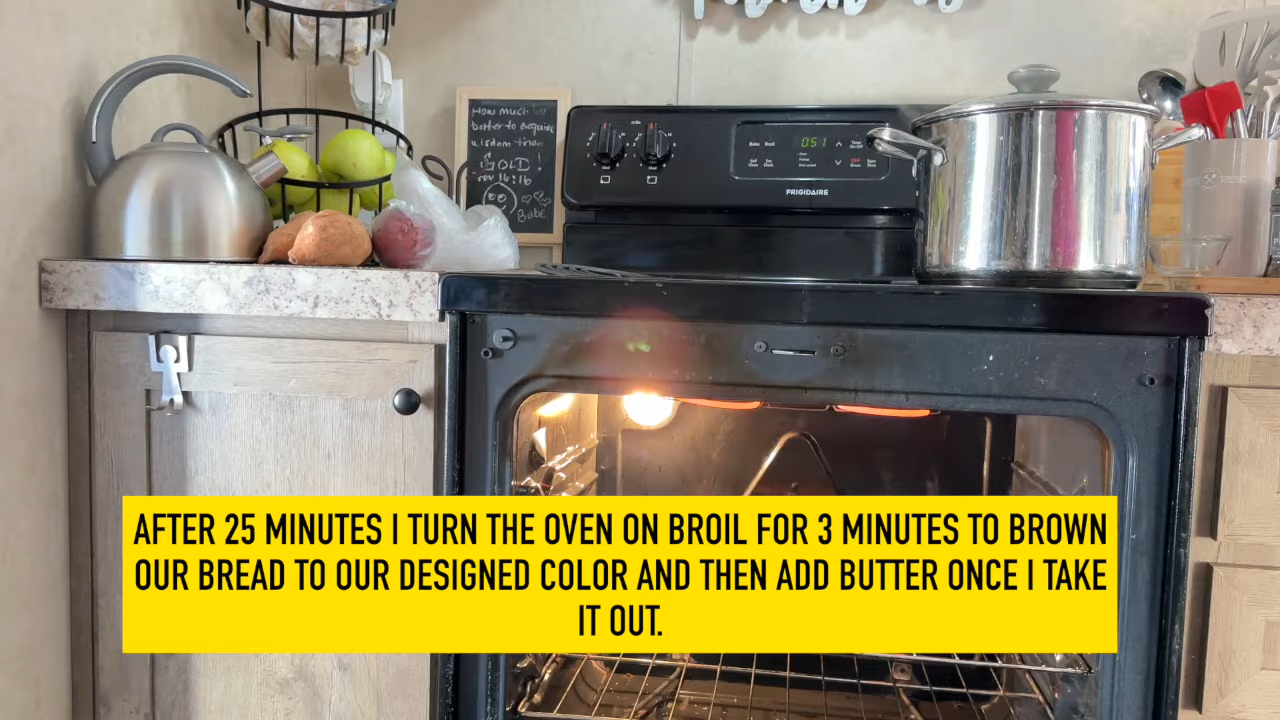 How much
better to acquire
wisdom than
GOLD!
Prov 16:16
Babe
Bake Broil
051
FRIGIDAIRE
AFTER 25 MINUTES I TURN THE OVEN ON BROIL FOR 3 MINUTES TO BROWN
OUR BREAD TO OUR DESIGNED COLOR AND THEN ADD BUTTER ONCE I TAKE
IT OUT.